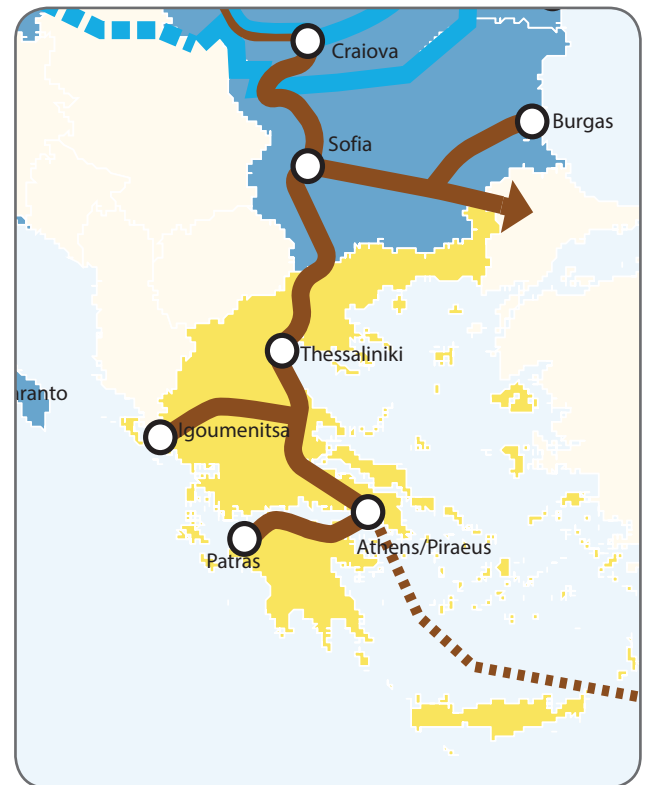 Craiova
Burgas
Sofia
Thessaliniki
aranto
Igoumenitsa
Athens/Piraeus
Patras